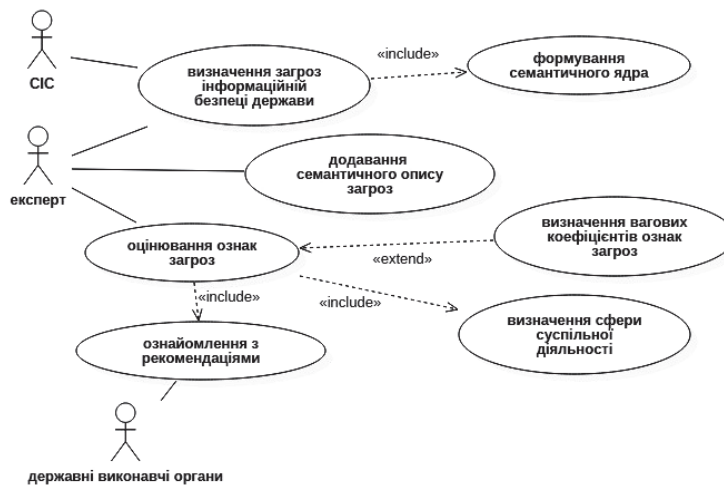 СІС
визначення загроз
інформаційній
безпеці держави
«include»
формування
семантичного ядра
експерт
додавання
семантичного опису
загроз
визначення вагових
коефіцієнтів ознак
загроз
оцінювання ознак
загроз
«extend»
«include»
«include»
визначення сфери
суспільної
діяльності
ознайомлення з
рекомендаціями
державні виконавчі органи